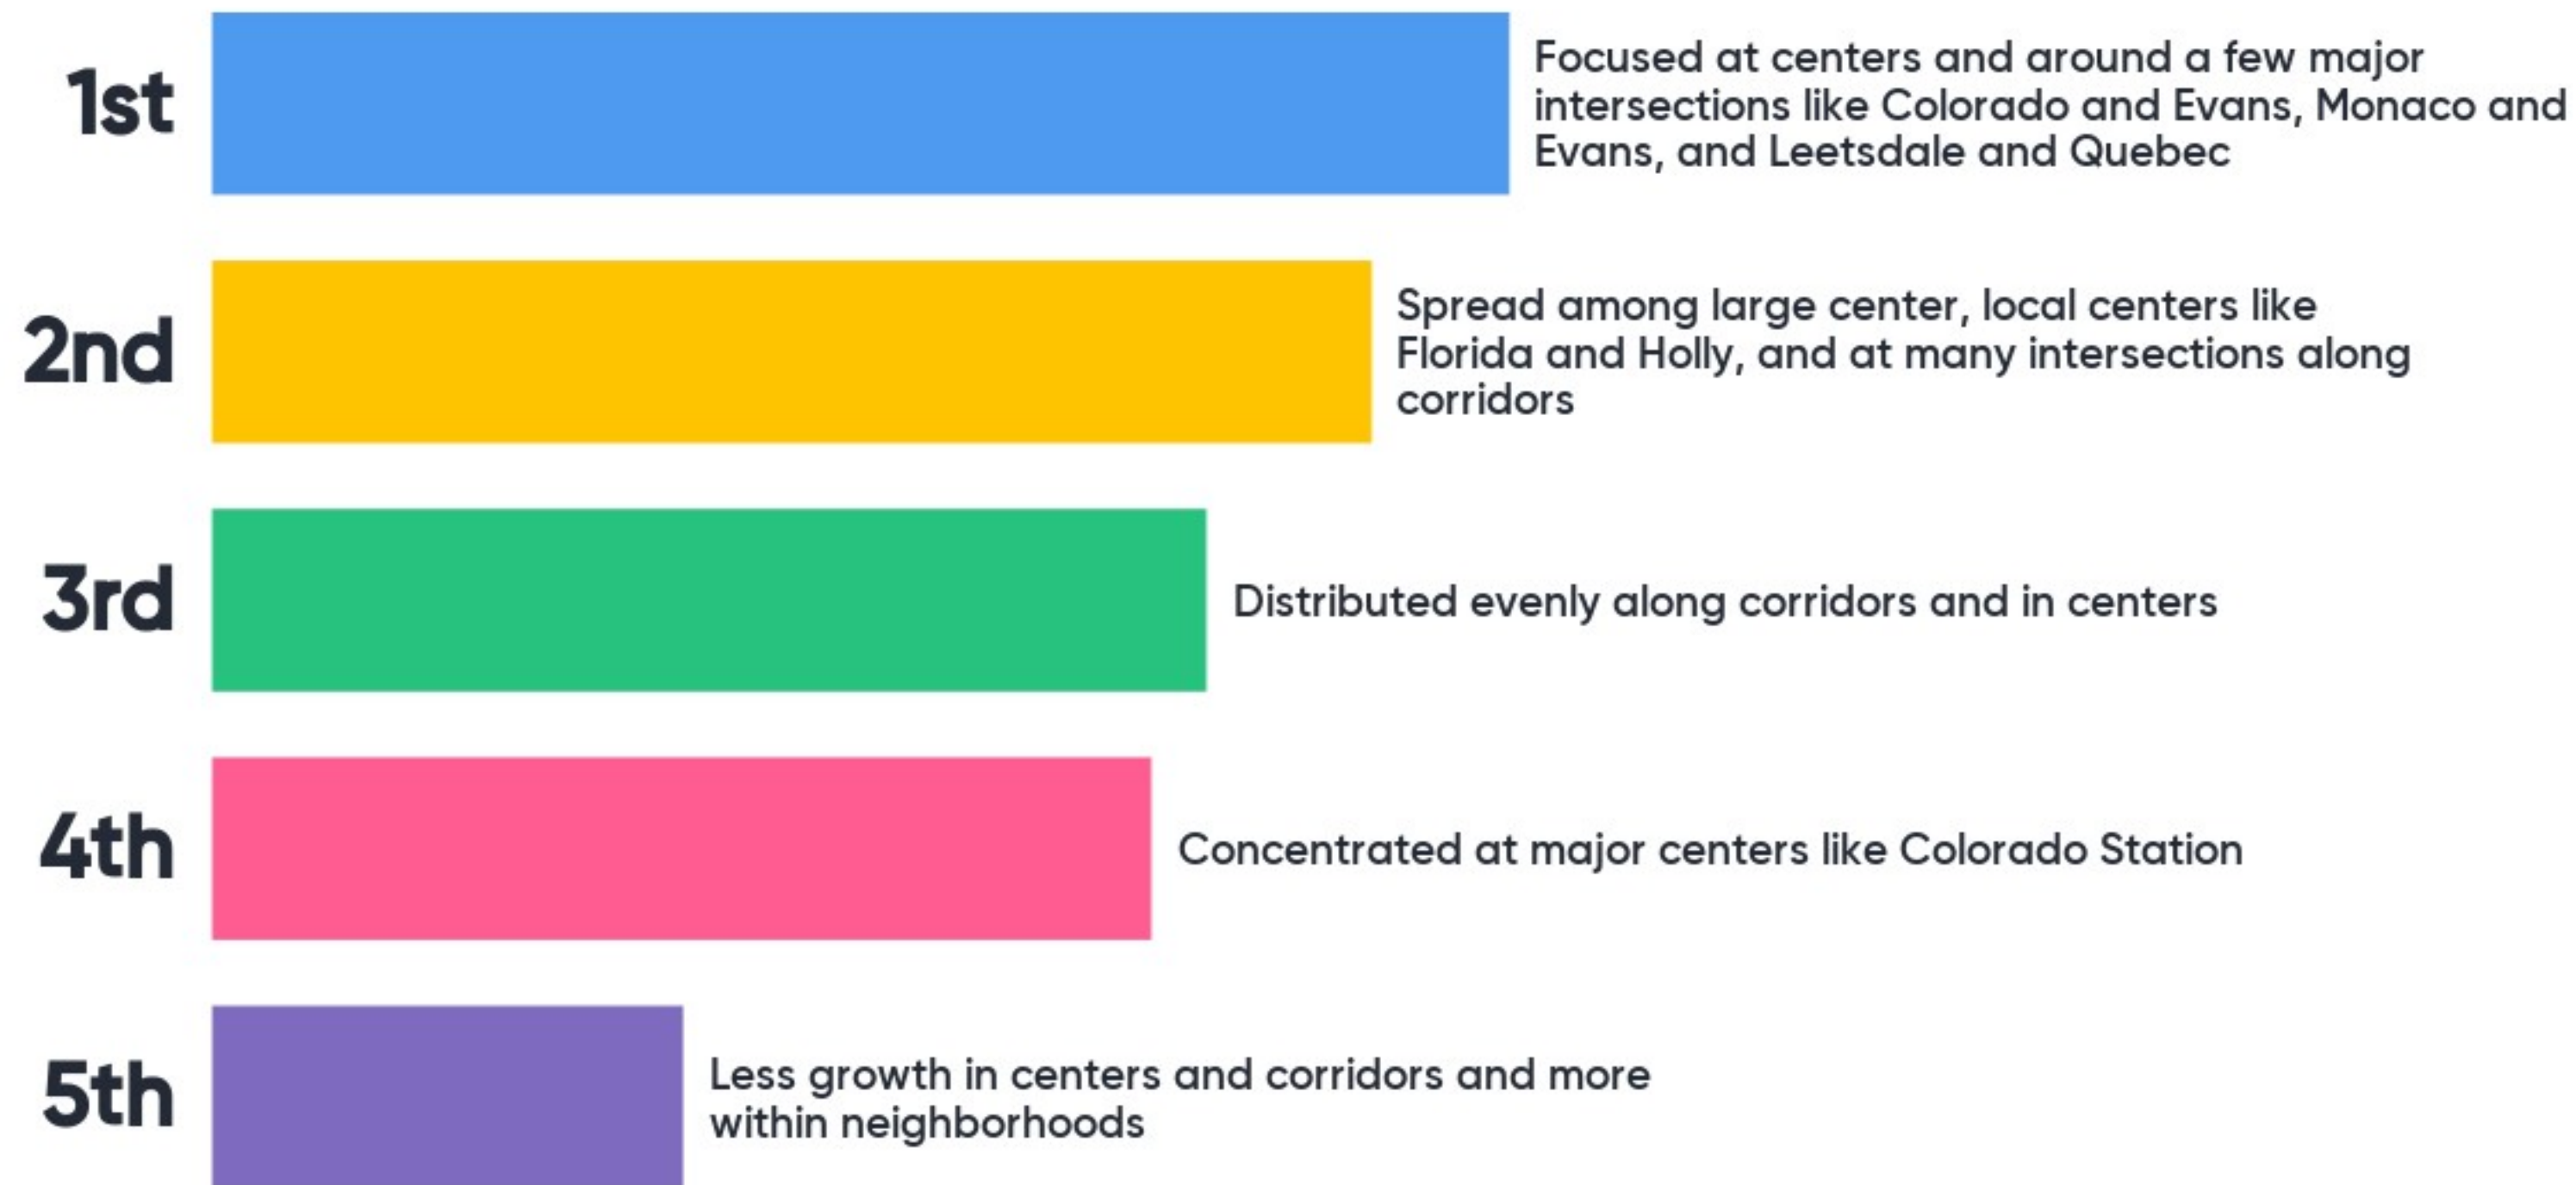 1st
Focused at centers and around a few major
intersections like Colorado and Evans, Monaco and
Evans, and Leetsdale and Quebec
2nd
Spread among large center, local centers like
Florida and Holly, and at many intersections along
corridors
3rd
Distributed evenly along corridors and in centers
4th
Concentrated at major centers like Colorado Station
5th
Less growth in centers and corridors and more
within neighborhoods